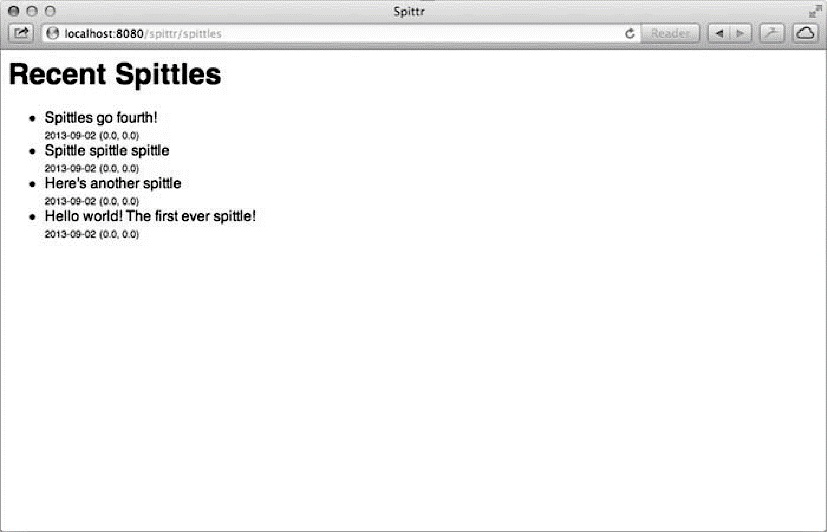 Spittr
localhost:8080/spittr/spittles
Reader
Recent Spittles
Spittles go fourth!
2013-09-02 (0.0, 0.0)
Spittle spittle spittle
2013-09-02 (0.0, 0.0)
Here's another spittle
2013-09-02 (0.0, 0.0)
Hello world! The first ever spittle!
2013-09-02 (0.0, 0.0)